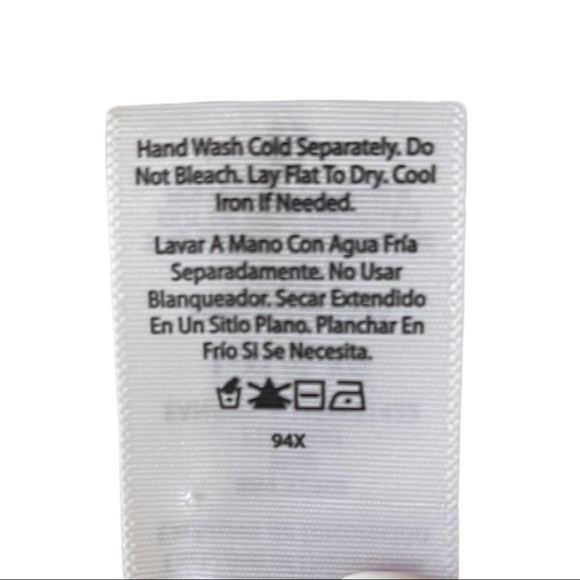 Hand Wash Cold Separately. Do
Not Bleach. Lay Flat To Dry. Cool
Iron If Needed.
Lavar A Mano Con Agua Fría
Separadamente. No Usar
Blanqueador. Secar Extendido
En Un Sitio Plano. Planchar En
Frío Si Se Necesita.
94X